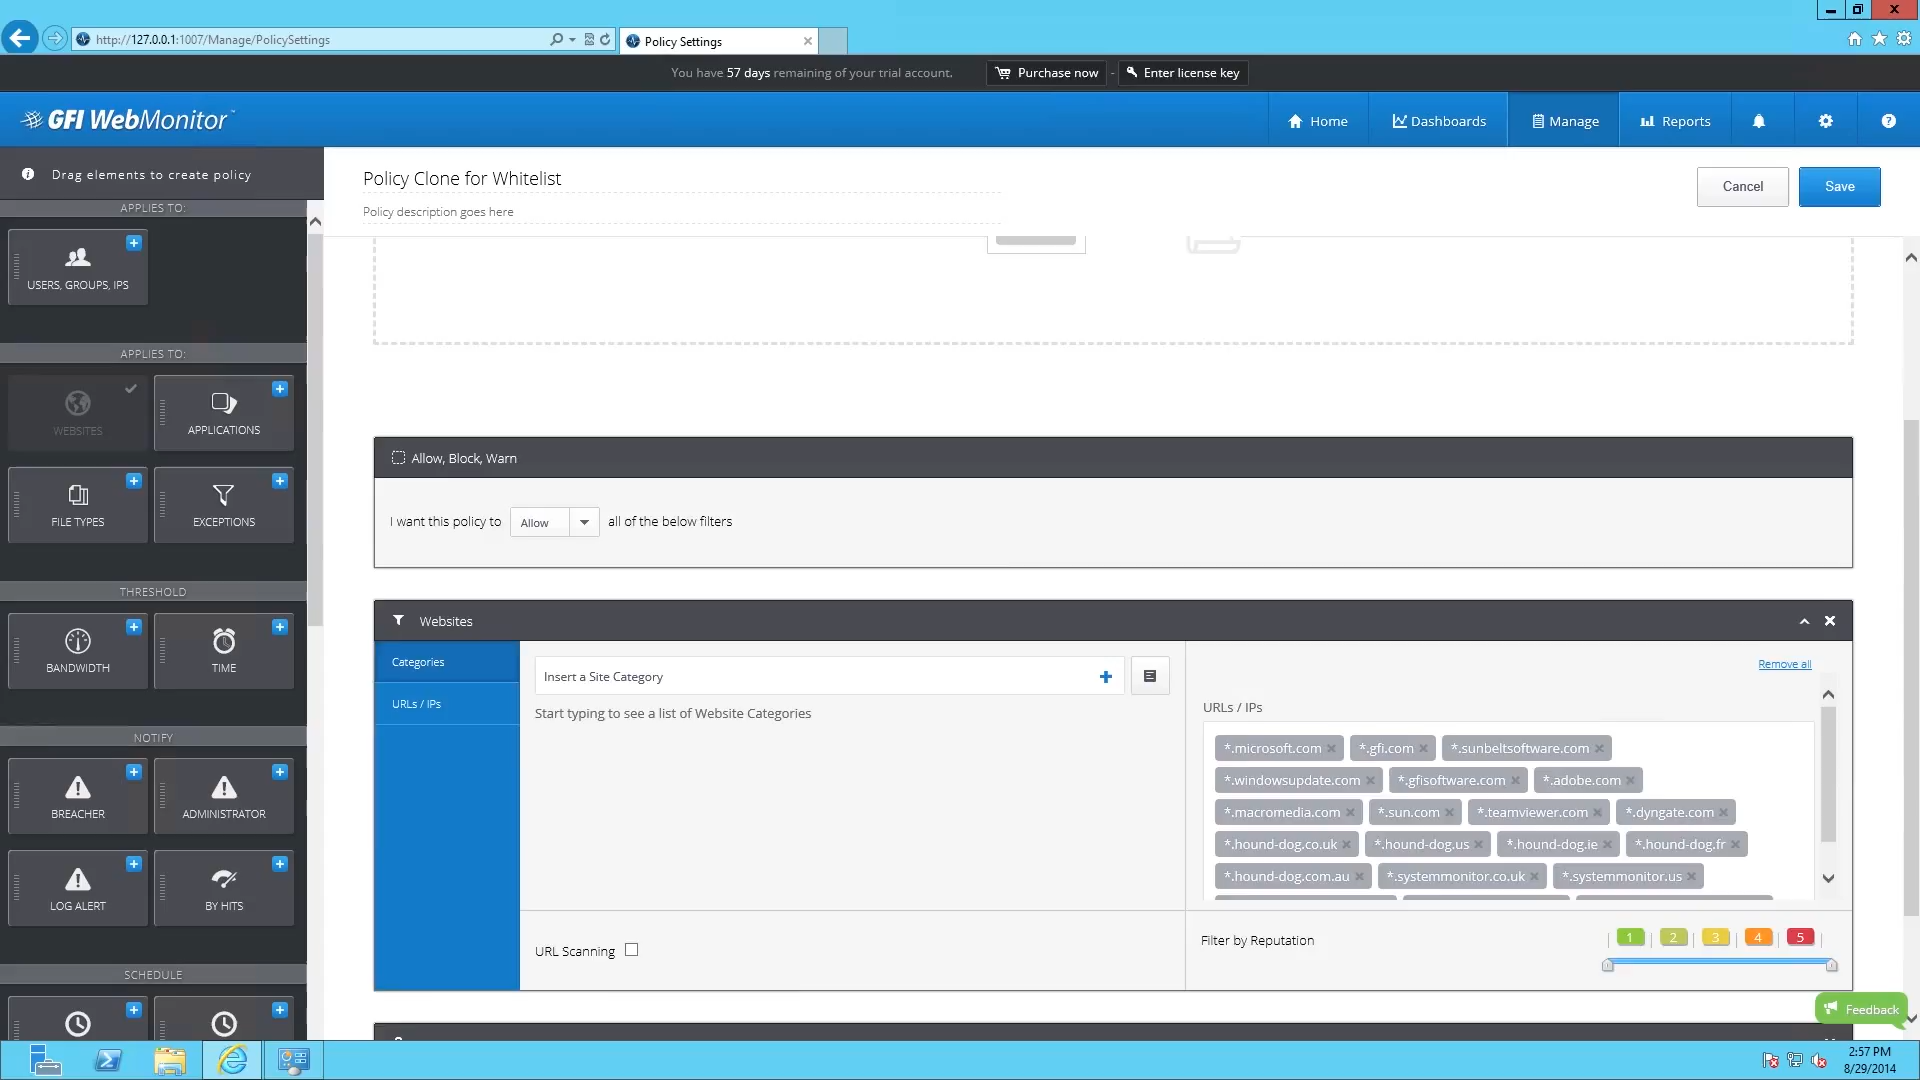 http://127.0.0.1:1007/Manage/PolicySettings
Policy Settings
You have 57 days remaining of your trial account.
Purchase now
-
Enter license key
GFI WebMonitor™
Home
Dashboards
Manage
Reports
Drag elements to create policy
Policy Clone for Whitelist
Policy description goes here
Cancel
Save
APPLIES TO:
USERS, GROUPS, IPS
APPLIES TO:
WEBSITES
APPLICATIONS
FILE TYPES
EXCEPTIONS
THRESHOLD
BANDWIDTH
TIME
NOTIFY
BREACHER
ADMINISTRATOR
LOG ALERT
BY HITS
SCHEDULE
Allow, Block, Warn
I want this policy to Allow all of the below filters
Websites
Categories
URLs / IPs
Insert a Site Category
Start typing to see a list of Website Categories
Remove all
URLs / IPs
*.microsoft.com *.gfi.com *.sunbeltsoftware.com
*.windowsupdate.com *.gfisoftware.com *.adobe.com
*.macromedia.com *.sun.com *.teamviewer.com *.dyngate.com
*.hound-dog.co.uk *.hound-dog.us *.hound-dog.ie *.hound-dog.fr
*.hound-dog.com.au *.systemmonitor.co.uk *.systemmonitor.us
URL Scanning
Filter by Reputation
1 2 3 4 5
Feedback
2:57 PM
8/29/2014